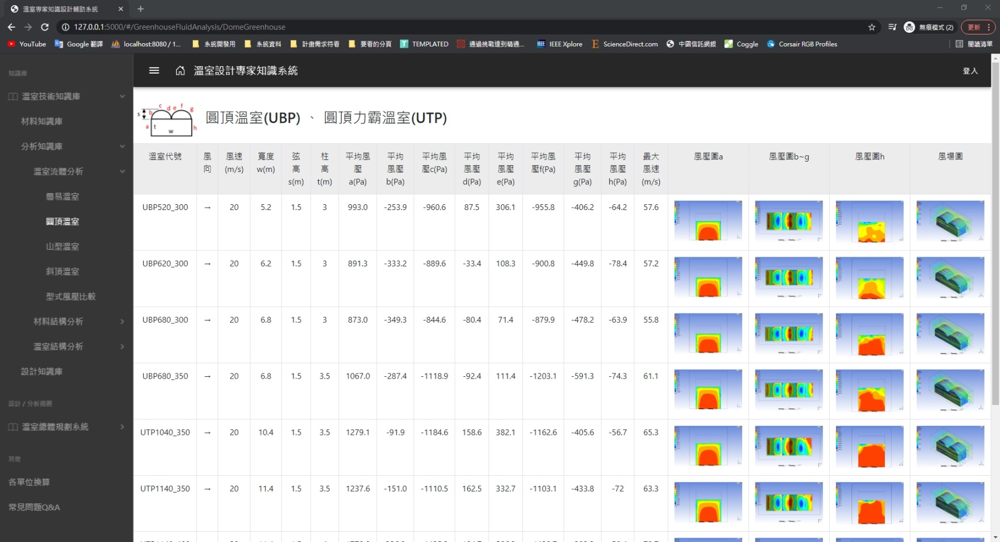 溫室專家知識設計輔助系統
127.0.0.1:5000/#/GreenhouseFluidAnalysis/DomeGreenhouse
無痕模式 (2)
更新
YouTube
Google 翻譯
localhost:8080 / 1...
系統開發用
系統資料
計畫需求待看
要看的分頁
TEMPLATED
通過挑戰達到精通...
IEEE Xplore
ScienceDirect.com
中國信託網銀
Coggle
Corsair RGB Profiles
閱讀清單
知識庫
溫室技術知識庫
材料知識庫
分析知識庫
溫室流體分析
簡易溫室
圓頂溫室
山型溫室
斜頂溫室
型式風壓比較
材料結構分析
溫室結構分析
設計知識庫
設計 / 分析規劃
溫室總體規劃系統
其他
各單位換算
常見問題Q&A
溫室設計專家知識系統
登入
s a b c d e f g h t w
圓頂溫室(UBP) 、 圓頂力霸溫室(UTP)
溫室代號 風向 風速(m/s) 寬度w(m) 弦高s(m) 柱高t(m) 平均風壓a(Pa) 平均風壓b(Pa) 平均風壓c(Pa) 平均風壓d(Pa) 平均風壓e(Pa) 平均風壓f(Pa) 平均風壓g(Pa) 平均風壓h(Pa) 最大風速(m/s) 風壓圖a 風壓圖b~g 風壓圖h 風場圖
UBP520_300 → 20 5.2 1.5 3 993.0 -253.9 -960.6 87.5 306.1 -955.8 -406.2 -64.2 57.6
UBP620_300 → 20 6.2 1.5 3 891.3 -333.2 -889.6 -33.4 108.3 -900.8 -449.8 -78.4 57.2
UBP680_300 → 20 6.8 1.5 3 873.0 -349.3 -844.6 -80.4 71.4 -879.9 -478.2 -63.9 55.8
UBP680_350 → 20 6.8 1.5 3.5 1067.0 -287.4 -1118.9 -92.4 111.4 -1203.1 -591.3 -74.3 61.1
UTP1040_350 → 20 10.4 1.5 3.5 1279.1 -91.9 -1184.6 158.6 382.1 -1162.6 -405.6 -56.7 65.3
UTP1140_350 → 20 11.4 1.5 3.5 1237.6 -151.0 -1110.5 162.5 332.7 -1103.1 -433.8 -72 63.3